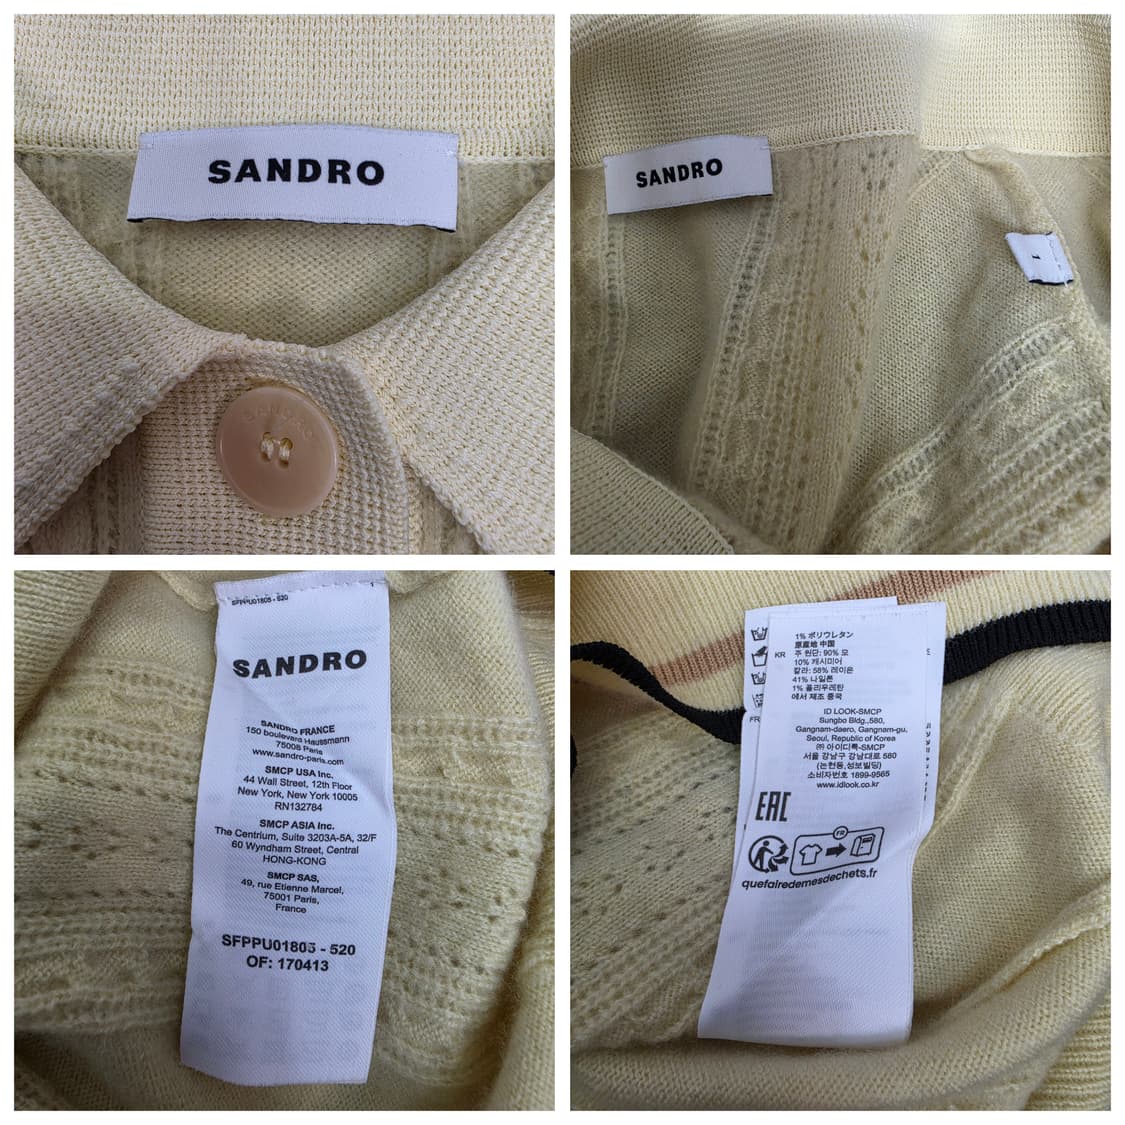 SANDRO
SANDRO
SANDRO
1
SFPPU01805 - 520
1
SANDRO
SANDRO FRANCE
150 boulevard Haussmann
75008 Paris
www.sandro-paris.com
SMCP USA Inc.
44 Wall Street, 12th Floor
New York, New York 10005
RN132784
SMCP ASIA Inc.
The Centrium, Suite 3203A-5A, 32/F
60 Wyndham Street, Central
HONG-KONG
SMCP SAS,
49, rue Etienne Marcel,
75001 Paris,
France
SFPPU01805 - 520
OF: 170413
FR
KR
1% ポリウレタン
原産地 中国
주 원단: 90% 모
10% 캐시미어
칼라: 58% 레이온
41% 나일론
1% 폴리우레탄
에서 제조 중국
ID LOOK-SMCP
Sungbo Bldg.,580,
Gangnam-daero, Gangnam-gu,
Seoul, Republic of Korea
㈜ 아이디룩-SMCP
서울 강남구 강남대로 580
(논현동,성보빌딩)
소비자번호 1899-9565
www.idlook.co.kr
EAC
FR
quefairedemesdechets.fr